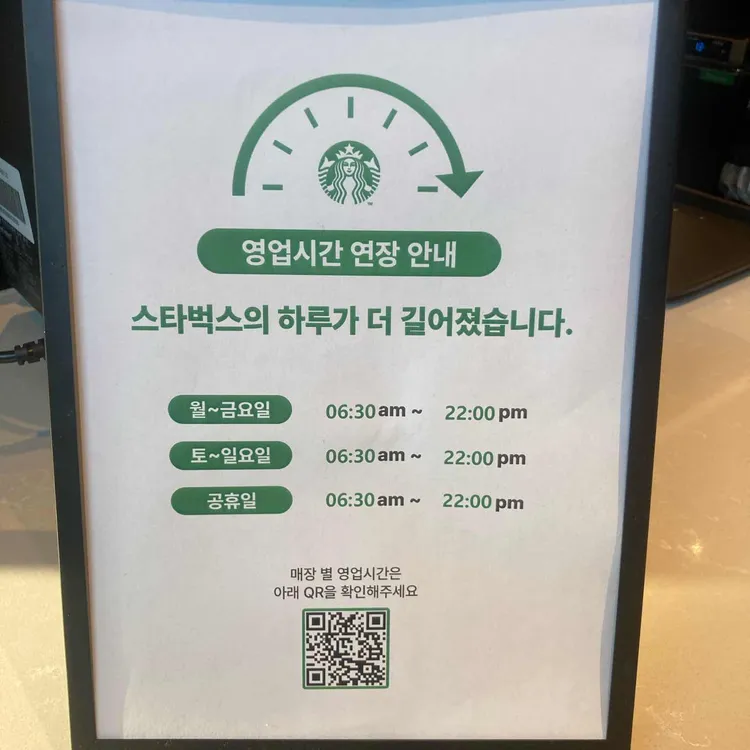 영업시간 연장 안내
스타벅스의 하루가 더 길어졌습니다.
월~금요일 06:30 am ~ 22:00 pm
토~일요일 06:30 am ~ 22:00 pm
공휴일 06:30 am ~ 22:00 pm
매장 별 영업시간은
아래 QR을 확인해주세요